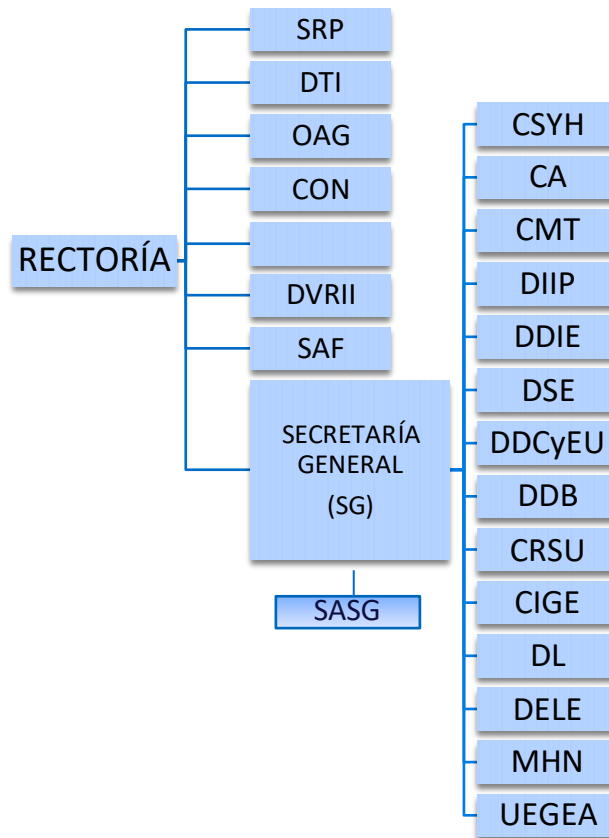 RECTORÍA
SRP
DTI
OAG
CON
DVRII
SAF
SECRETARÍA
GENERAL
(SG)
SASG
CSYH
CA
CMT
DIIP
DDIE
DSE
DDCyEU
DDB
CRSU
CIGE
DL
DELE
MHN
UEGEA